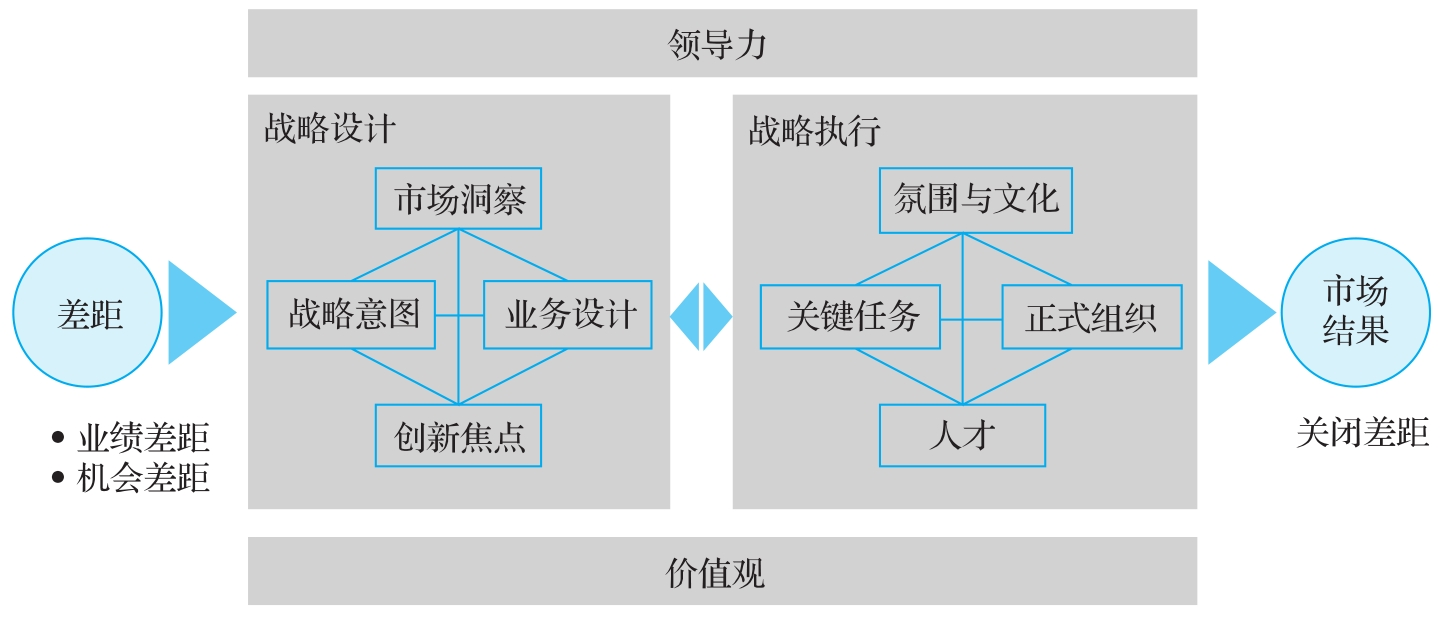 领导力
战略设计
市场洞察
战略意图
业务设计
创新焦点
战略执行
氛围与文化
关键任务
正式组织
人才
差距
• 业绩差距
• 机会差距
市场
结果
关闭差距
价值观